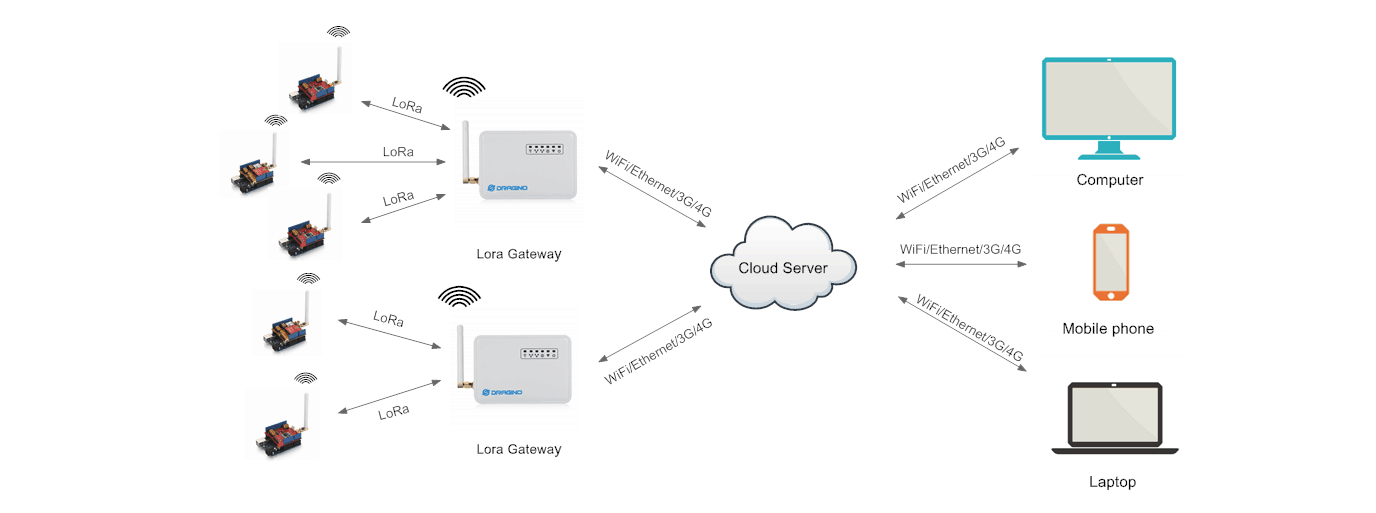 LoRa
LoRa
LoRa
DRAGINO
Lora Gateway
WiFi/Ethernet/3G/4G
LoRa
LoRa
DRAGINO
Lora Gateway
WiFi/Ethernet/3G/4G
Cloud Server
WiFi/Ethernet/3G/4G
Computer
WiFi/Ethernet/3G/4G
Mobile phone
WiFi/Ethernet/3G/4G
Laptop